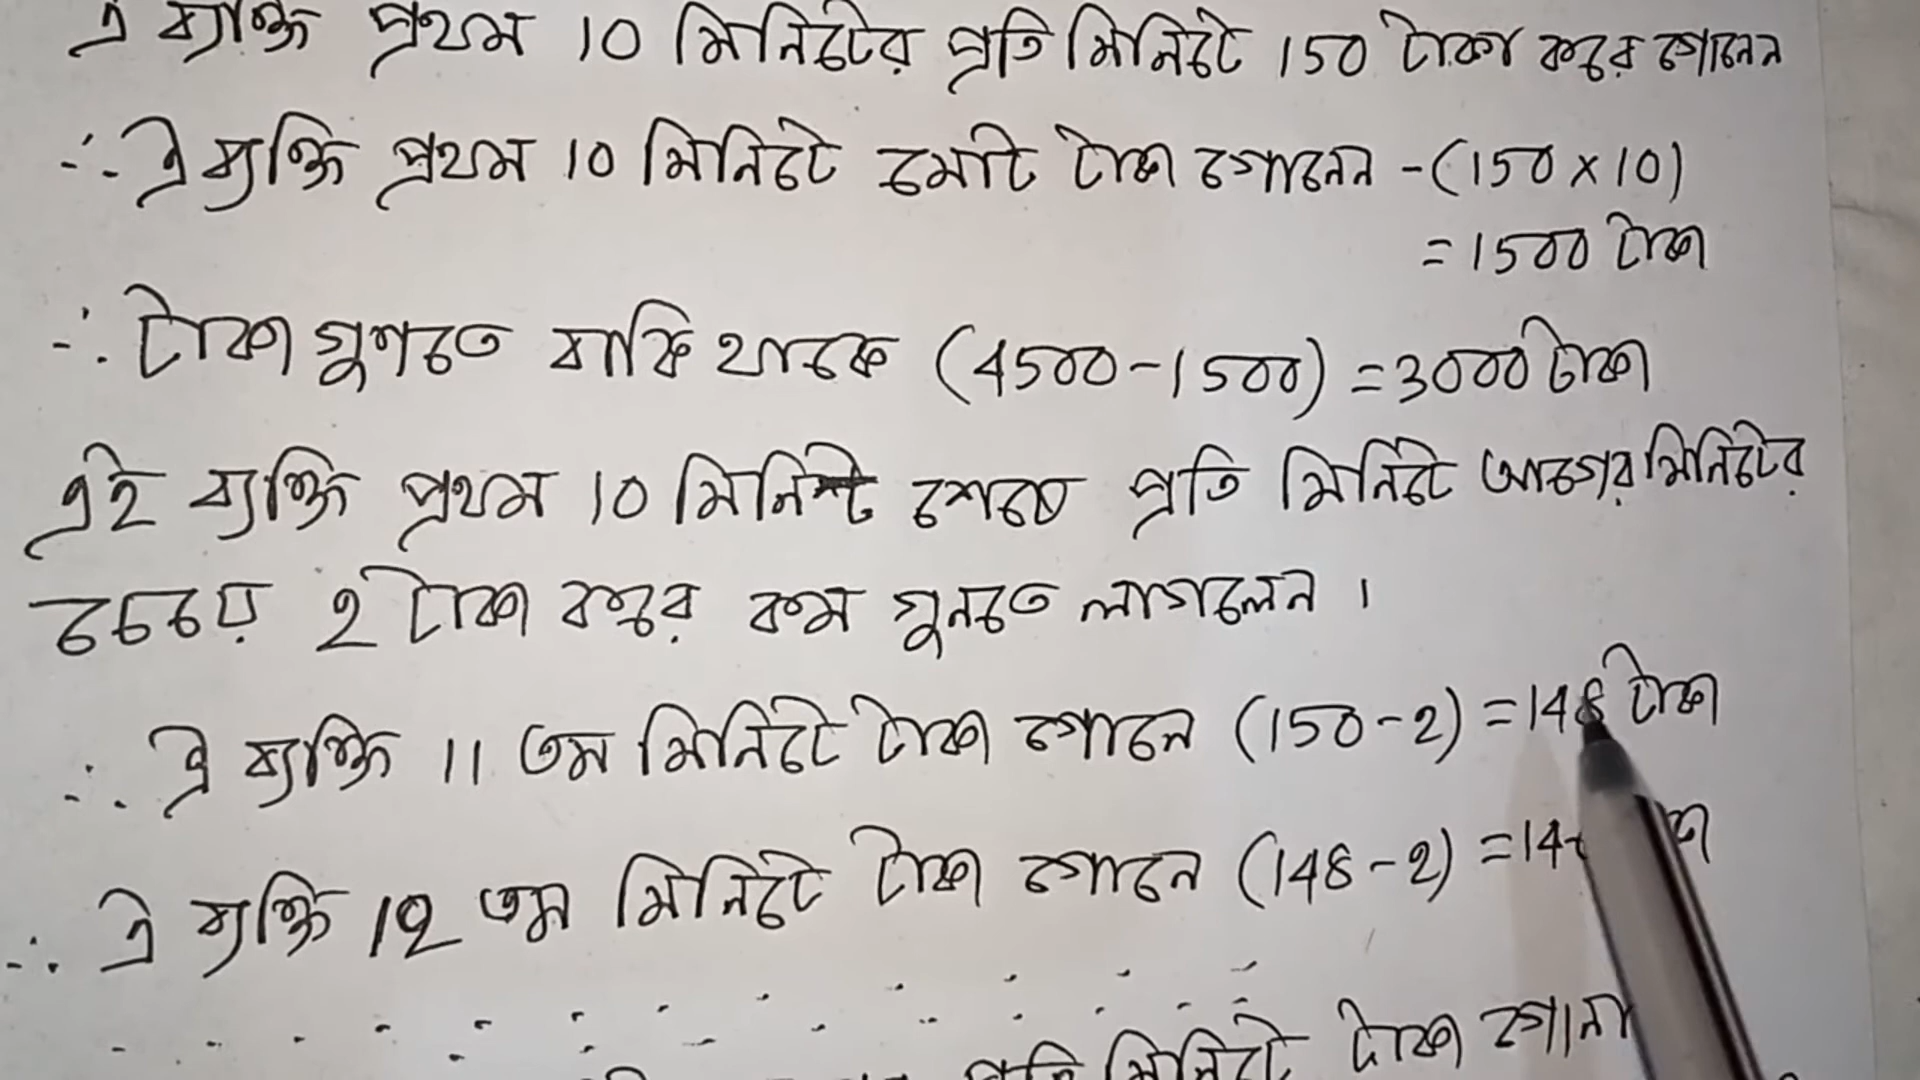 ঐ ব্যক্তি প্রথম 10 মিনিটের প্রতি মিনিটে 150 টাকা করে গোনেন
∴ ঐ ব্যক্তি প্রথম 10 মিনিটে মোট টাকা গোনেন - (150 × 10)
= 1500 টাকা
∴ টাকা গুণতে বাকি থাকে (4500 - 1500) = 3000 টাকা
এই ব্যক্তি প্রথম 10 মিনিট শেষে প্রতি মিনিটে আগের মিনিটের
চেয়ে 2 টাকা করে কম গুনতে লাগলেন ।
∴ ঐ ব্যক্তি 11 তম মিনিটে টাকা গোনে (150 - 2) = 148 টাকা
∴ ঐ ব্যক্তি 12 তম মিনিটে টাকা গোনে (148 - 2) = 14
প্রতি মিনিটে টাকা গোনা